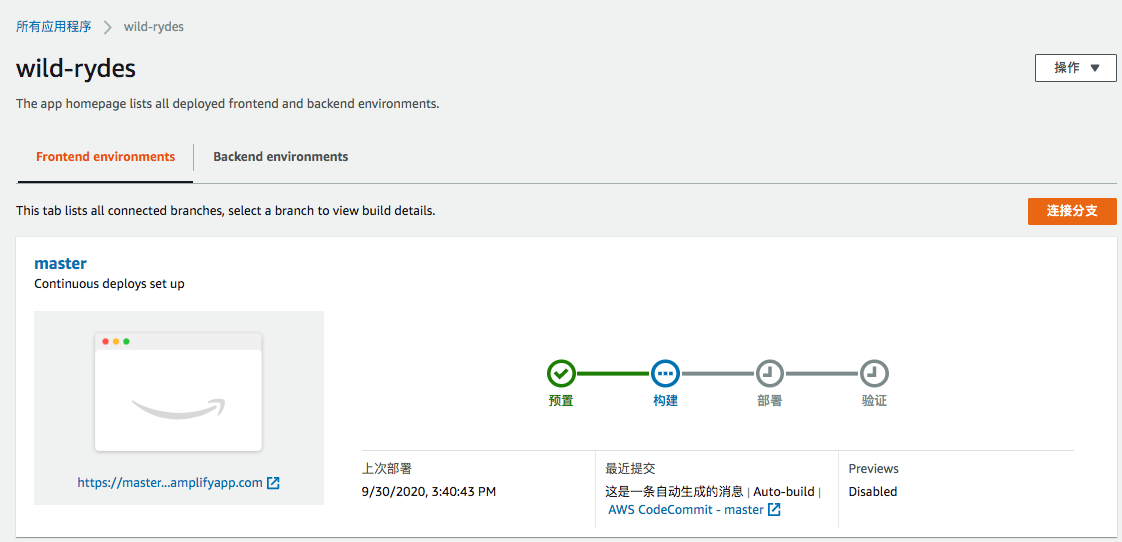 所有应用程序 wild-rydes
wild-rydes
操作
The app homepage lists all deployed frontend and backend environments.
Frontend environments Backend environments
This tab lists all connected branches, select a branch to view build details.
连接分支
master
Continuous deploys set up
https://master...amplifyapp.com
预置 构建 部署 验证
上次部署
9/30/2020, 3:40:43 PM
最近提交
这是一条自动生成的消息 | Auto-build |
AWS CodeCommit - master
Previews
Disabled